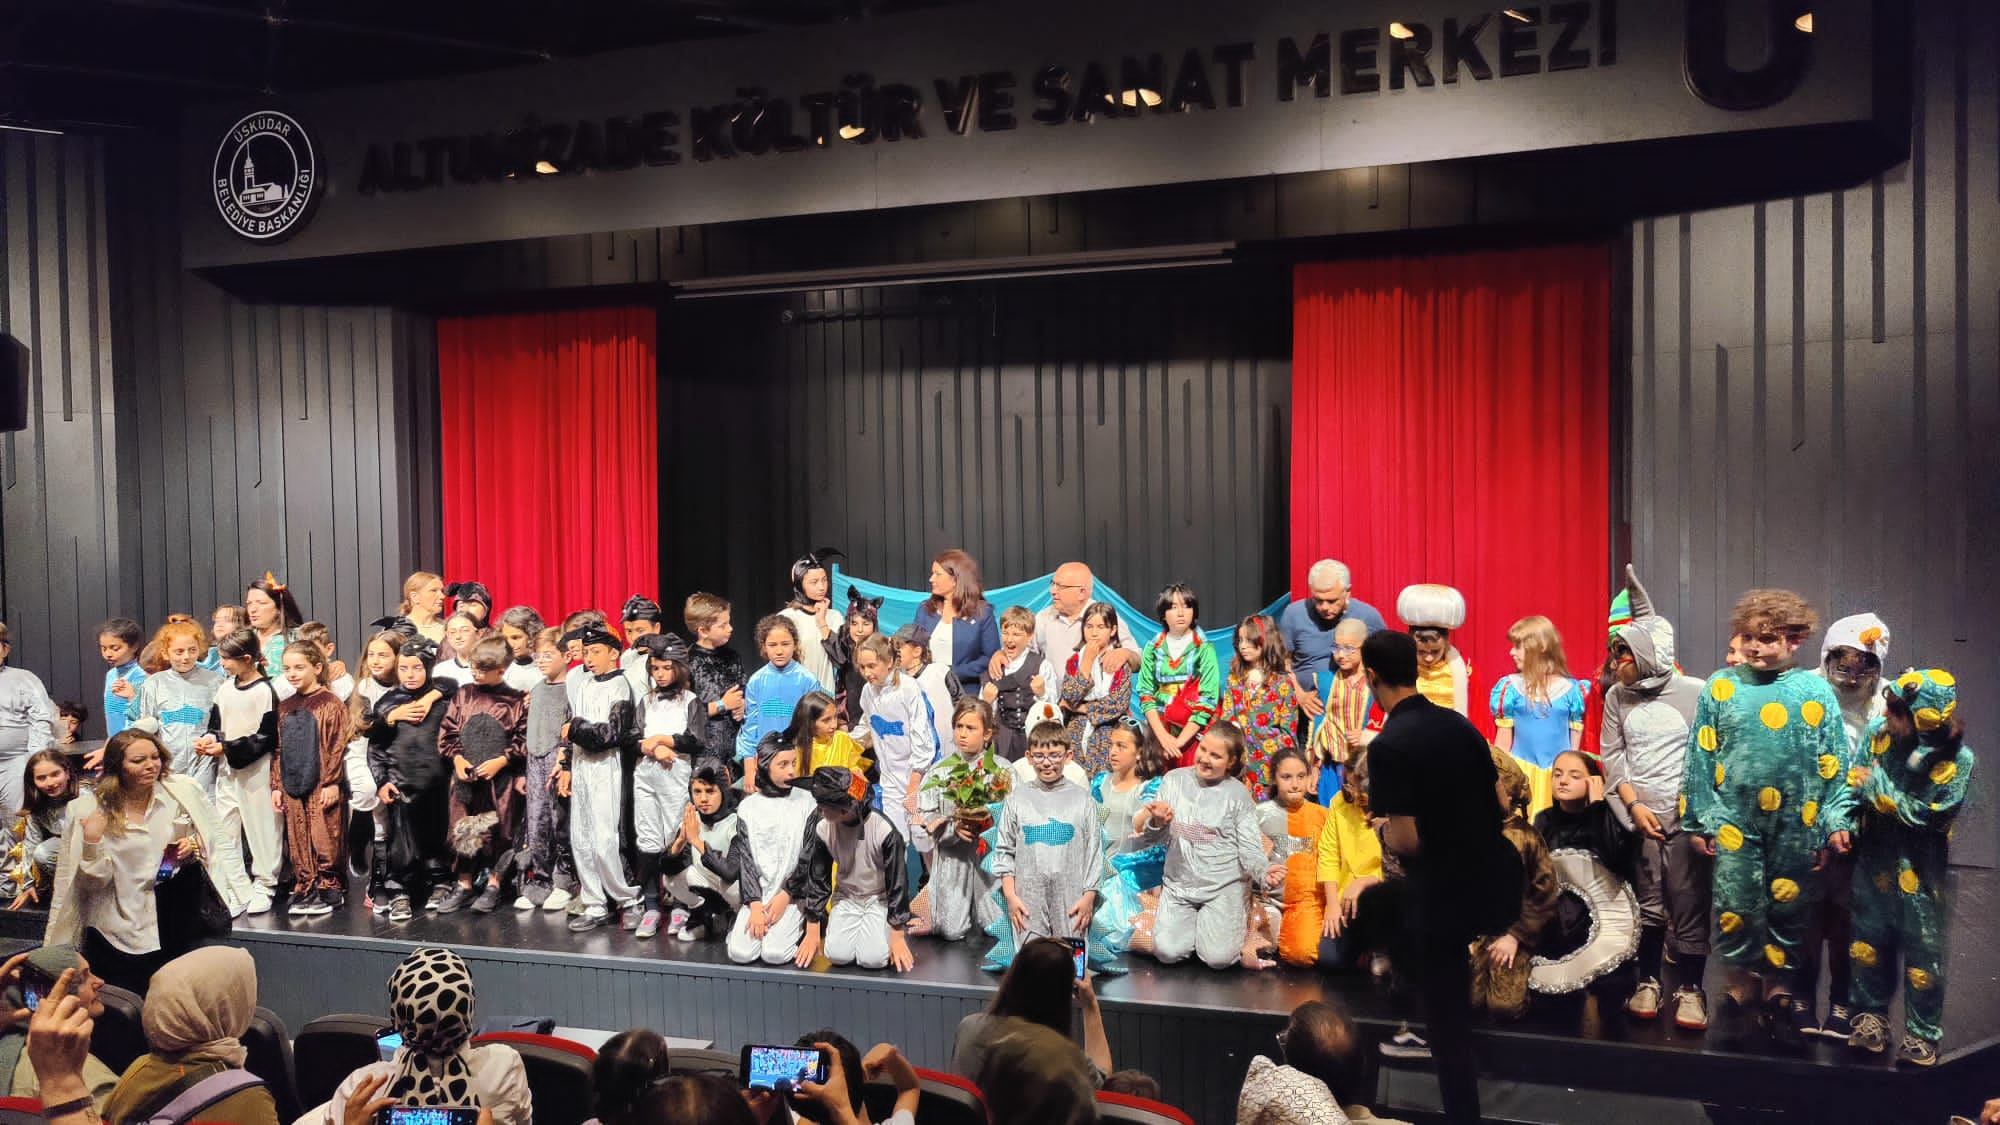 ALTUNİZADE KÜLTÜR VE SANAT MERKEZİ
Ü
ÜSKÜDAR
BELEDİYE BAŞKANLIĞI